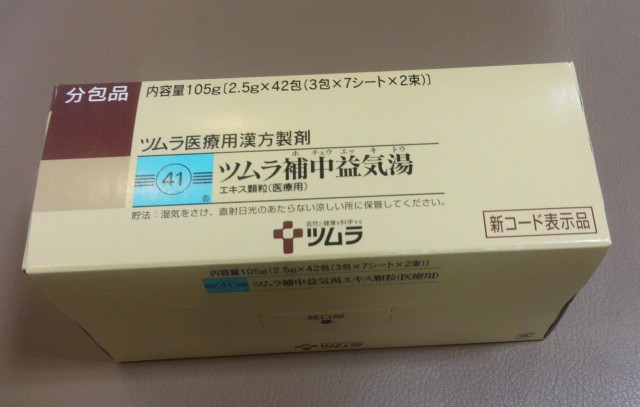 分包品
内容量105g〔2.5g×42包(3包×7シート×2束)〕
ツムラ医療用漢方製剤
ホ チュウ エッ キ トウ
41
ツムラ補中益気湯
エキス顆粒(医療用)
®
貯法:湿気をさけ、直射日光のあたらない涼しい所に保管してください。
自然と健康を科学する
ツムラ
新コード表示品
内容量105g〔2.5g×42包(3包×7シート×2束)〕
41
ツムラ補中益気湯エキス顆粒(医療用)
開口部
ツムラ